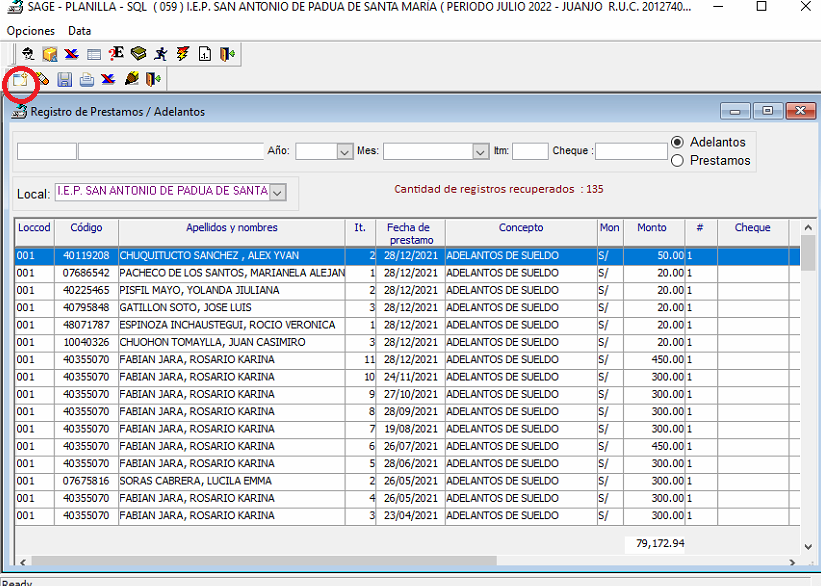 SAGE - PLANILLA - SQL ( 059 ) I.E.P. SAN ANTONIO DE PADUA DE SANTA MARÍA ( PERIODO JULIO 2022 - JUANJO R.U.C. 2012740...
Opciones Data
Registro de Prestamos / Adelantos
Año: Mes: Itm: Cheque : Adelantos
Prestamos
Local: I.E.P. SAN ANTONIO DE PADUA DE SANTA Cantidad de registros recuperados : 135
Loccod Código Apellidos y nombres It. Fecha de prestamo Concepto Mon Monto # Cheque
001 40119208 CHUQUITUCTO SANCHEZ , ALEX YVAN 2 28/12/2021 ADELANTOS DE SUELDO S/ 50.00 1
001 07686542 PACHECO DE LOS SANTOS, MARIANELA ALEJAN 1 28/12/2021 ADELANTOS DE SUELDO S/ 20.00 1
001 40225465 PISFIL MAYO, YOLANDA JIULIANA 2 28/12/2021 ADELANTOS DE SUELDO S/ 20.00 1
001 40795848 GATILLON SOTO, JOSE LUIS 3 28/12/2021 ADELANTOS DE SUELDO S/ 20.00 1
001 48071787 ESPINOZA INCHAUSTEGUI, ROCIO VERONICA 1 28/12/2021 ADELANTOS DE SUELDO S/ 20.00 1
001 10040326 CHUOHON TOMAYLLA, JUAN CASIMIRO 3 28/12/2021 ADELANTOS DE SUELDO S/ 20.00 1
001 40355070 FABIAN JARA, ROSARIO KARINA 11 28/12/2021 ADELANTOS DE SUELDO S/ 450.00 1
001 40355070 FABIAN JARA, ROSARIO KARINA 10 24/11/2021 ADELANTOS DE SUELDO S/ 300.00 1
001 40355070 FABIAN JARA, ROSARIO KARINA 9 27/10/2021 ADELANTOS DE SUELDO S/ 300.00 1
001 40355070 FABIAN JARA, ROSARIO KARINA 8 28/09/2021 ADELANTOS DE SUELDO S/ 300.00 1
001 40355070 FABIAN JARA, ROSARIO KARINA 7 19/08/2021 ADELANTOS DE SUELDO S/ 300.00 1
001 40355070 FABIAN JARA, ROSARIO KARINA 6 26/07/2021 ADELANTOS DE SUELDO S/ 450.00 1
001 40355070 FABIAN JARA, ROSARIO KARINA 5 28/06/2021 ADELANTOS DE SUELDO S/ 300.00 1
001 07675816 SORAS CABRERA, LUCILA EMMA 2 26/05/2021 ADELANTOS DE SUELDO S/ 300.00 1
001 40355070 FABIAN JARA, ROSARIO KARINA 4 26/05/2021 ADELANTOS DE SUELDO S/ 300.00 1
001 40355070 FABIAN JARA, ROSARIO KARINA 3 23/04/2021 ADELANTOS DE SUELDO S/ 300.00 1
79,172.94
Ready